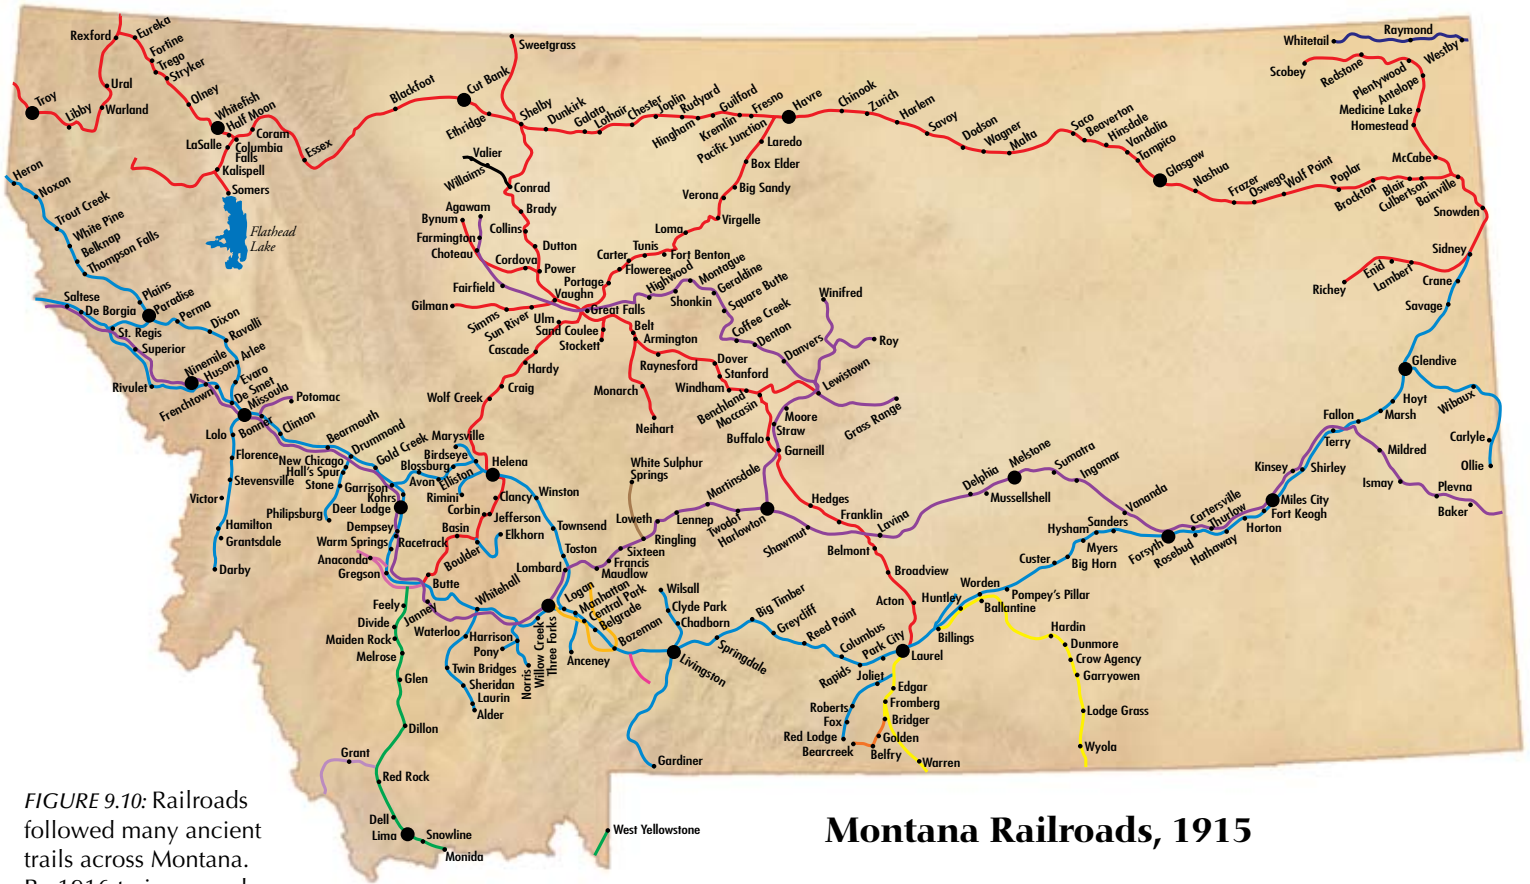 Rexford
Eureka
Fortine
Trego
Stryker
Ural
Olney
Troy
Libby
Warland
Whitefish
Half Moon
LaSalle
Coram
Columbia
Falls
Kalispell
Somers
Essex
Flathead
Lake
Blackfoot
Cut Bank
Sweetgrass
Ethridge
Shelby
Dunkirk
Galata
Lothair
Chester
Joplin
Hingham
Rudyard
Kremlin
Guilford
Fresno
Pacific Junction
Havre
Chinook
Zurich
Harlem
Savoy
Dodson
Wagner
Malta
Saco
Beaverton
Hinsdale
Vandalia
Tampico
Glasgow
Nashua
Frazer
Oswego
Wolf Point
Poplar
Brockton
Blair
Culbertson
Bainville
Snowden
McCabe
Homestead
Medicine Lake
Antelope
Plentywood
Redstone
Scobey
Whitetail
Raymond
Westby
Sidney
Enid
Lambert
Richey
Crane
Savage
Glendive
Hoyt
Marsh
Wibaux
Carlyle
Ollie
Fallon
Terry
Mildred
Ismay
Plevna
Baker
Kinsey
Shirley
Miles City
Fort Keogh
Horton
Hathaway
Thurlow
Cartersville
Rosebud
Forsyth
Vananda
Ingomar
Sumatra
Melstone
Delphia
Mussellshell
Sanders
Hysham
Myers
Big Horn
Custer
Worden
Pompey's Pillar
Ballantine
Huntley
Billings
Hardin
Dunmore
Crow Agency
Garryowen
Lodge Grass
Wyola
Laredo
Box Elder
Big Sandy
Verona
Virgelle
Loma
Fort Benton
Tunis
Carter
Floweree
Portage
Valier
Willains
Conrad
Brady
Collins
Dutton
Cordova
Power
Agawam
Bynum
Farmington
Choteau
Fairfield
Vaughn
Gilman
Simms
Sun River
Ulm
Great Falls
Sand Coulee
Stockett
Cascade
Hardy
Craig
Wolf Creek
Belt
Armington
Raynesford
Monarch
Neihart
Highwood
Shonkin
Montague
Geraldine
Square Butte
Coffee Creek
Denton
Danvers
Winifred
Roy
Lewistown
Grass Range
Dover
Stanford
Windham
Benchland
Moccasin
Moore
Straw
Buffalo
Garneill
Hedges
Franklin
Belmont
Lavina
Shawmut
Broadview
Acton
Laurel
Heron
Noxon
Trout Creek
White Pine
Belknap
Thompson Falls
Plains
Paradise
Perma
Dixon
Ravalli
Arlee
Evaro
De Smet
Missoula
Saltese
De Borgia
St. Regis
Superior
Rivulet
Ninemile
Huson
Frenchtown
Potomac
Bonner
Clinton
Lolo
Florence
Stevensville
Victor
Hamilton
Grantsdale
Darby
Bearmouth
Drummond
New Chicago
Hall's Spur
Stone
Philipsburg
Gold Creek
Garrison
Kohrs
Deer Lodge
Dempsey
Warm Springs
Racetrack
Anaconda
Gregson
Marysville
Birdseye
Blossburg
Avon
Elliston
Rimini
Helena
Clancy
Corbin
Jefferson
Basin
Boulder
Elkhorn
Winston
Townsend
Toston
Lombard
Butte
Janney
Whitehall
Waterloo
Harrison
Pony
Norris
Twin Bridges
Sheridan
Laurin
Alder
Willow Creek
Three Forks
Logan
Manhattan
Central Park
Belgrade
Bozeman
Anceney
White Sulphur
Springs
Loweth
Ringling
Sixteen
Francis
Maudlow
Lennep
Martinsdale
Twodot
Harlowton
Wilsall
Clyde Park
Chadborn
Livingston
Springdale
Big Timber
Greycliff
Reed Point
Columbus
Rapids
Park City
Joliet
Roberts
Fox
Red Lodge
Bearcreek
Belfry
Golden
Bridger
Fromberg
Edgar
Warren
Gardiner
Feely
Divide
Maiden Rock
Melrose
Glen
Dillon
Grant
Red Rock
Dell
Lima
Snowline
Monida
West Yellowstone
Montana Railroads, 1915
FIGURE 9.10: Railroads
followed many ancient
trails across Montana.